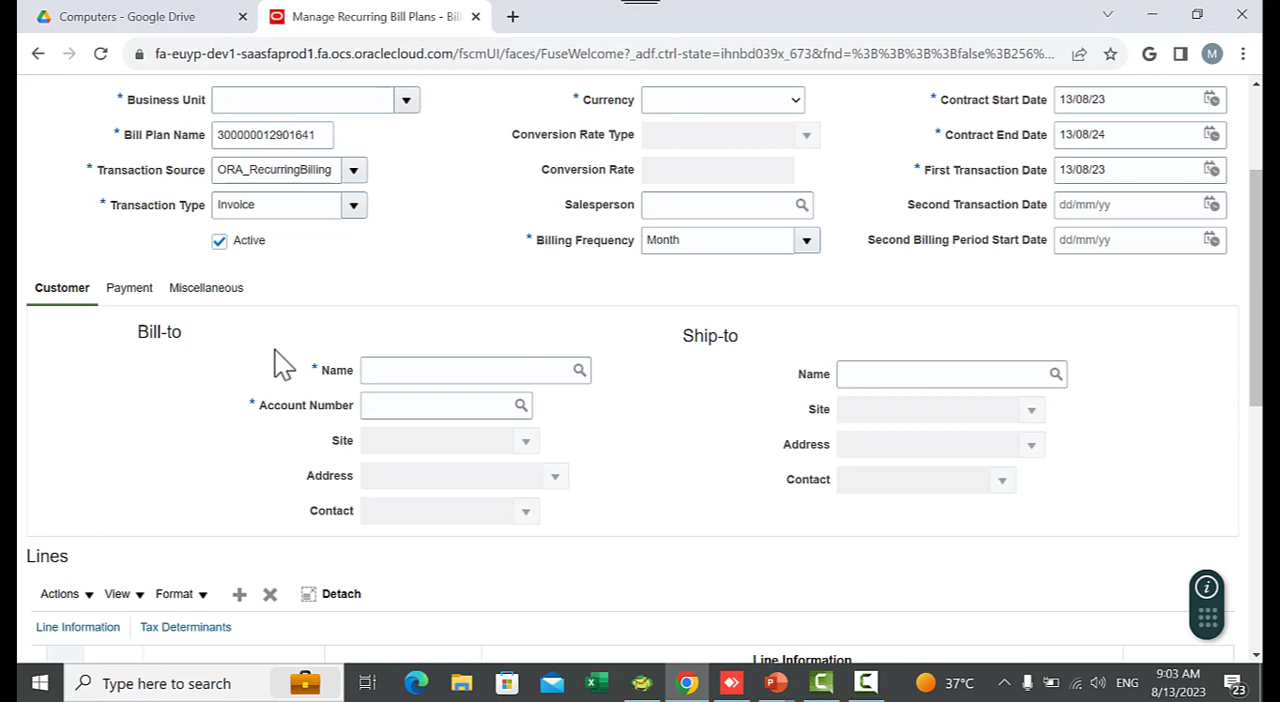 Computers - Google Drive
Manage Recurring Bill Plans - Bil
fa-euyp-dev1-saasfaprod1.fa.ocs.oraclecloud.com/fscmUI/faces/FuseWelcome?_adf.ctrl-state=ihnbd039x_673&fnd=%3B%3B%3B%3Bfalse%3B256%...
G
M
* Business Unit
* Currency
* Contract Start Date 13/08/23
* Bill Plan Name 300000012901641
Conversion Rate Type
* Contract End Date 13/08/24
* Transaction Source ORA_RecurringBilling
Conversion Rate
* First Transaction Date 13/08/23
* Transaction Type Invoice
Salesperson
Second Transaction Date dd/mm/yy
Active
* Billing Frequency Month
Second Billing Period Start Date dd/mm/yy
Customer Payment Miscellaneous
Bill-to
* Name
* Account Number
Site
Address
Contact
Ship-to
Name
Site
Address
Contact
Lines
Actions View Format Detach
Line Information Tax Determinants
Line Information
Type here to search
37°C
ENG
9:03 AM
8/13/2023
23